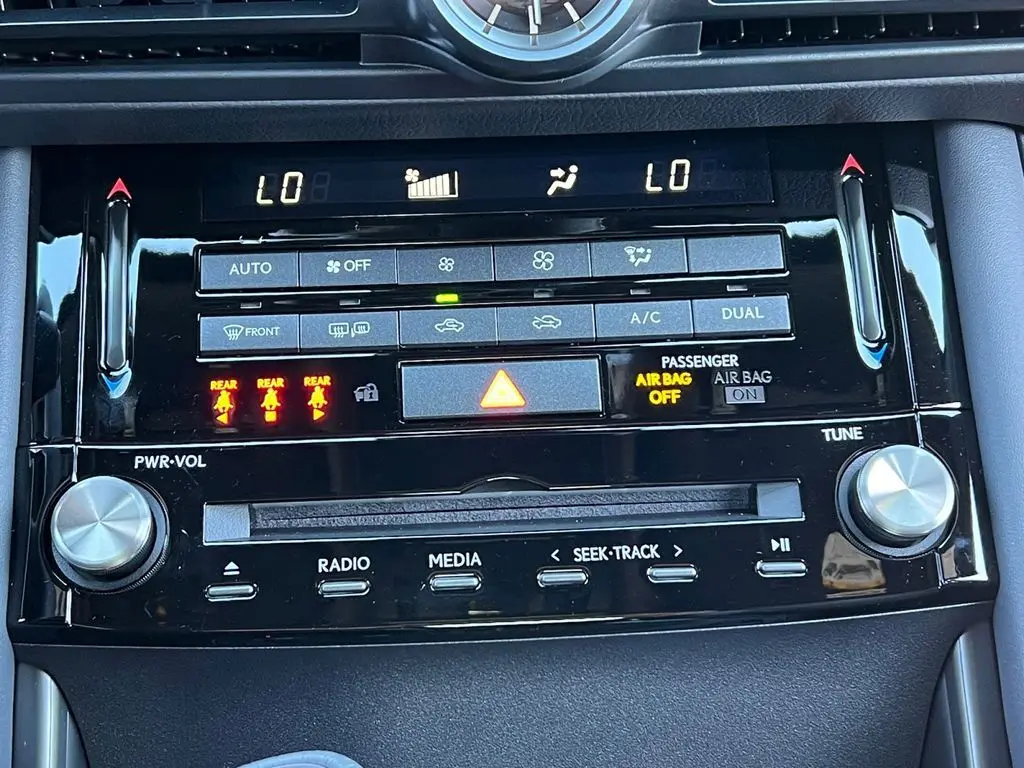 LO LO
AUTO OFF
FRONT A/C DUAL
REAR REAR REAR
PASSENGER
AIR BAG OFF
AIR BAG ON
PWR•VOL
TUNE
RADIO MEDIA < SEEK•TRACK >